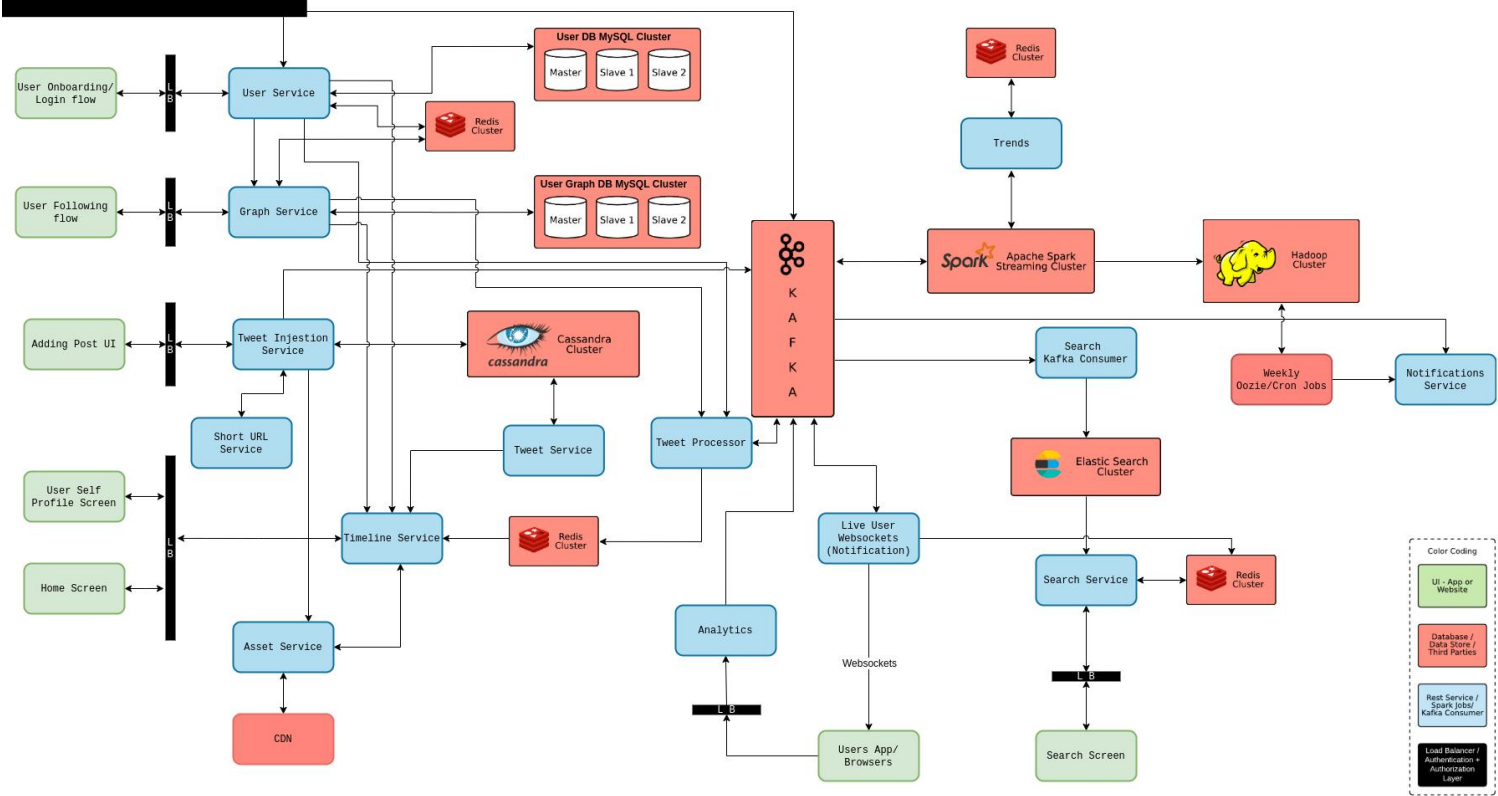 User DB MySQL Cluster
Master
Slave 1
Slave 2
Redis
Cluster
User Onboarding/
Login flow
L
B
User Service
Redis
Cluster
Trends
User Graph DB MySQL Cluster
Master
Slave 1
Slave 2
User Following
flow
L
B
Graph Service
K
A
F
K
A
Spark
Apache Spark
Streaming Cluster
Hadoop
Cluster
Adding Post UI
L
B
Tweet Injestion
Service
cassandra
Cassandra
Cluster
Search
Kafka Consumer
Weekly
Oozie/Cron Jobs
Notifications
Service
Short URL
Service
Tweet Service
Tweet Processor
Elastic Search
Cluster
User Self
Profile Screen
L
B
Timeline Service
Redis
Cluster
Live User
Websockets
(Notification)
Home Screen
Search Service
Redis
Cluster
Asset Service
Analytics
Websockets
L B
L B
CDN
Users App/
Browsers
Search Screen
Color Coding
UI - App or
Website
Database /
Data Store /
Third Parties
Rest Service /
Spark Jobs/
Kafka Consumer
Load Balancer /
Authentication +
Authorization
Layer